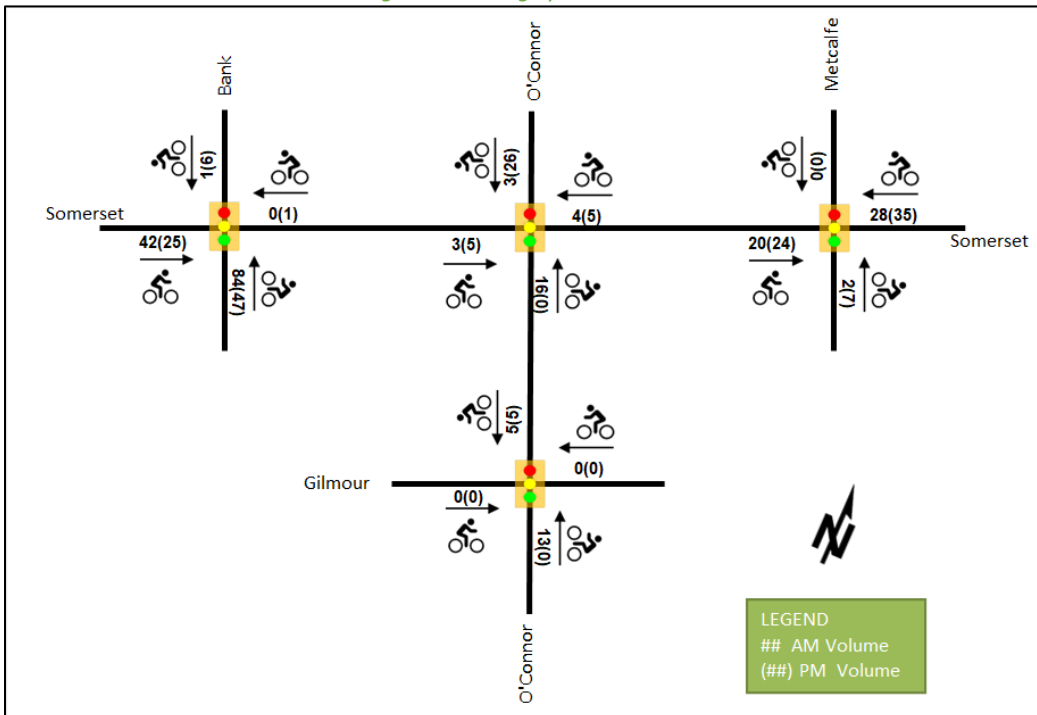 Bank
O'Connor
Metcalfe
1(6)
3(26)
0(0)
Somerset
0(1)
4(5)
28(35)
Somerset
42(25)
3(5)
20(24)
84(47)
16(0)
2(7)
5(5)
0(0)
Gilmour
0(0)
13(0)
O'Connor
LEGEND
## AM Volume
(##) PM Volume